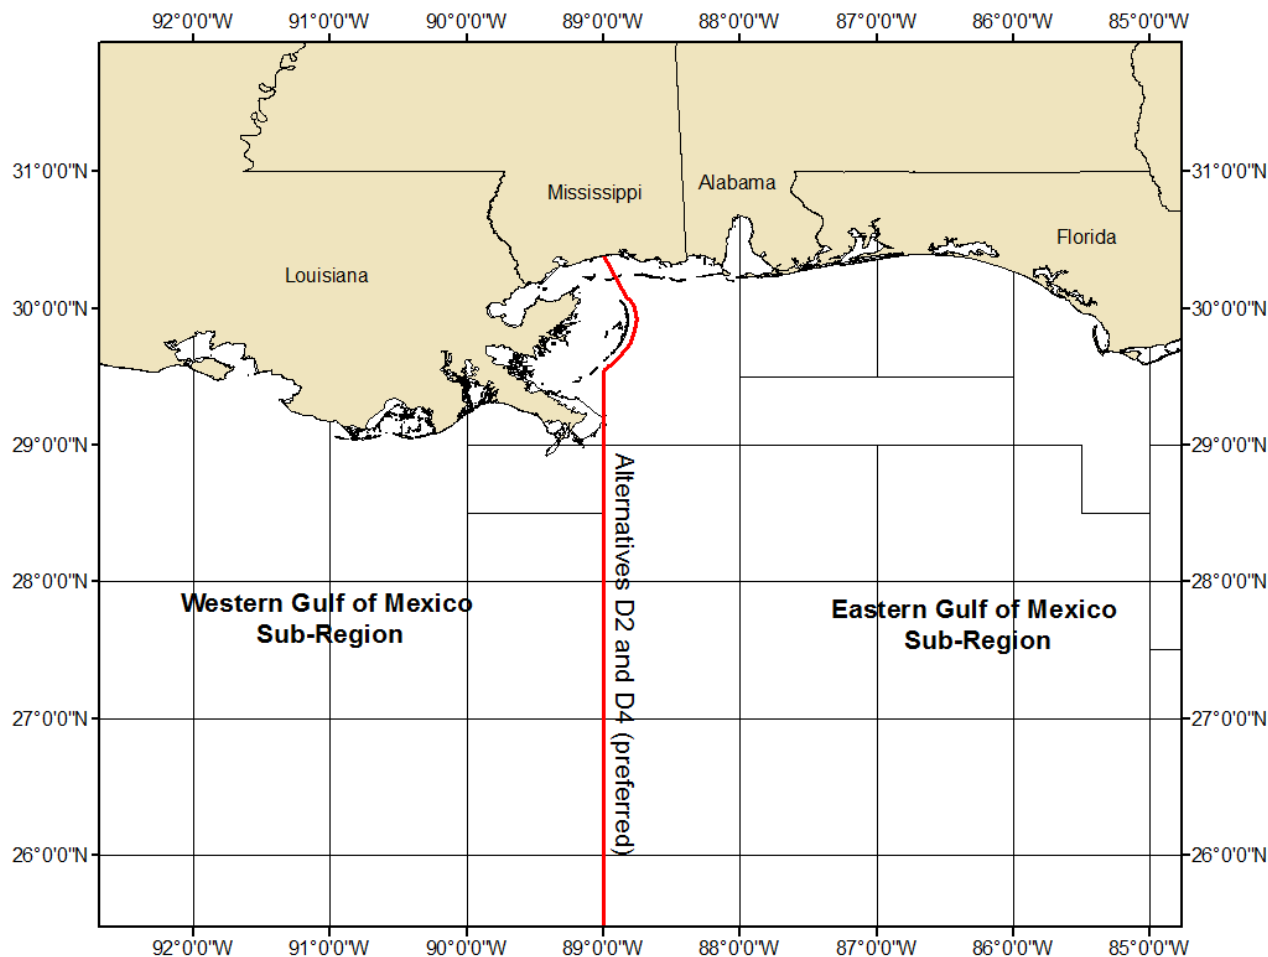 92°0'0"W 91°0'0"W 90°0'0"W 89°0'0"W 88°0'0"W 87°0'0"W 86°0'0"W 85°0'0"W
31°0'0"N 31°0'0"N
Mississippi
Alabama
Florida
Louisiana
30°0'0"N 30°0'0"N
29°0'0"N 29°0'0"N
Alternatives D2 and D4 (preferred)
28°0'0"N 28°0'0"N
Western Gulf of Mexico
Sub-Region
Eastern Gulf of Mexico
Sub-Region
27°0'0"N 27°0'0"N
26°0'0"N 26°0'0"N
92°0'0"W 91°0'0"W 90°0'0"W 89°0'0"W 88°0'0"W 87°0'0"W 86°0'0"W 85°0'0"W